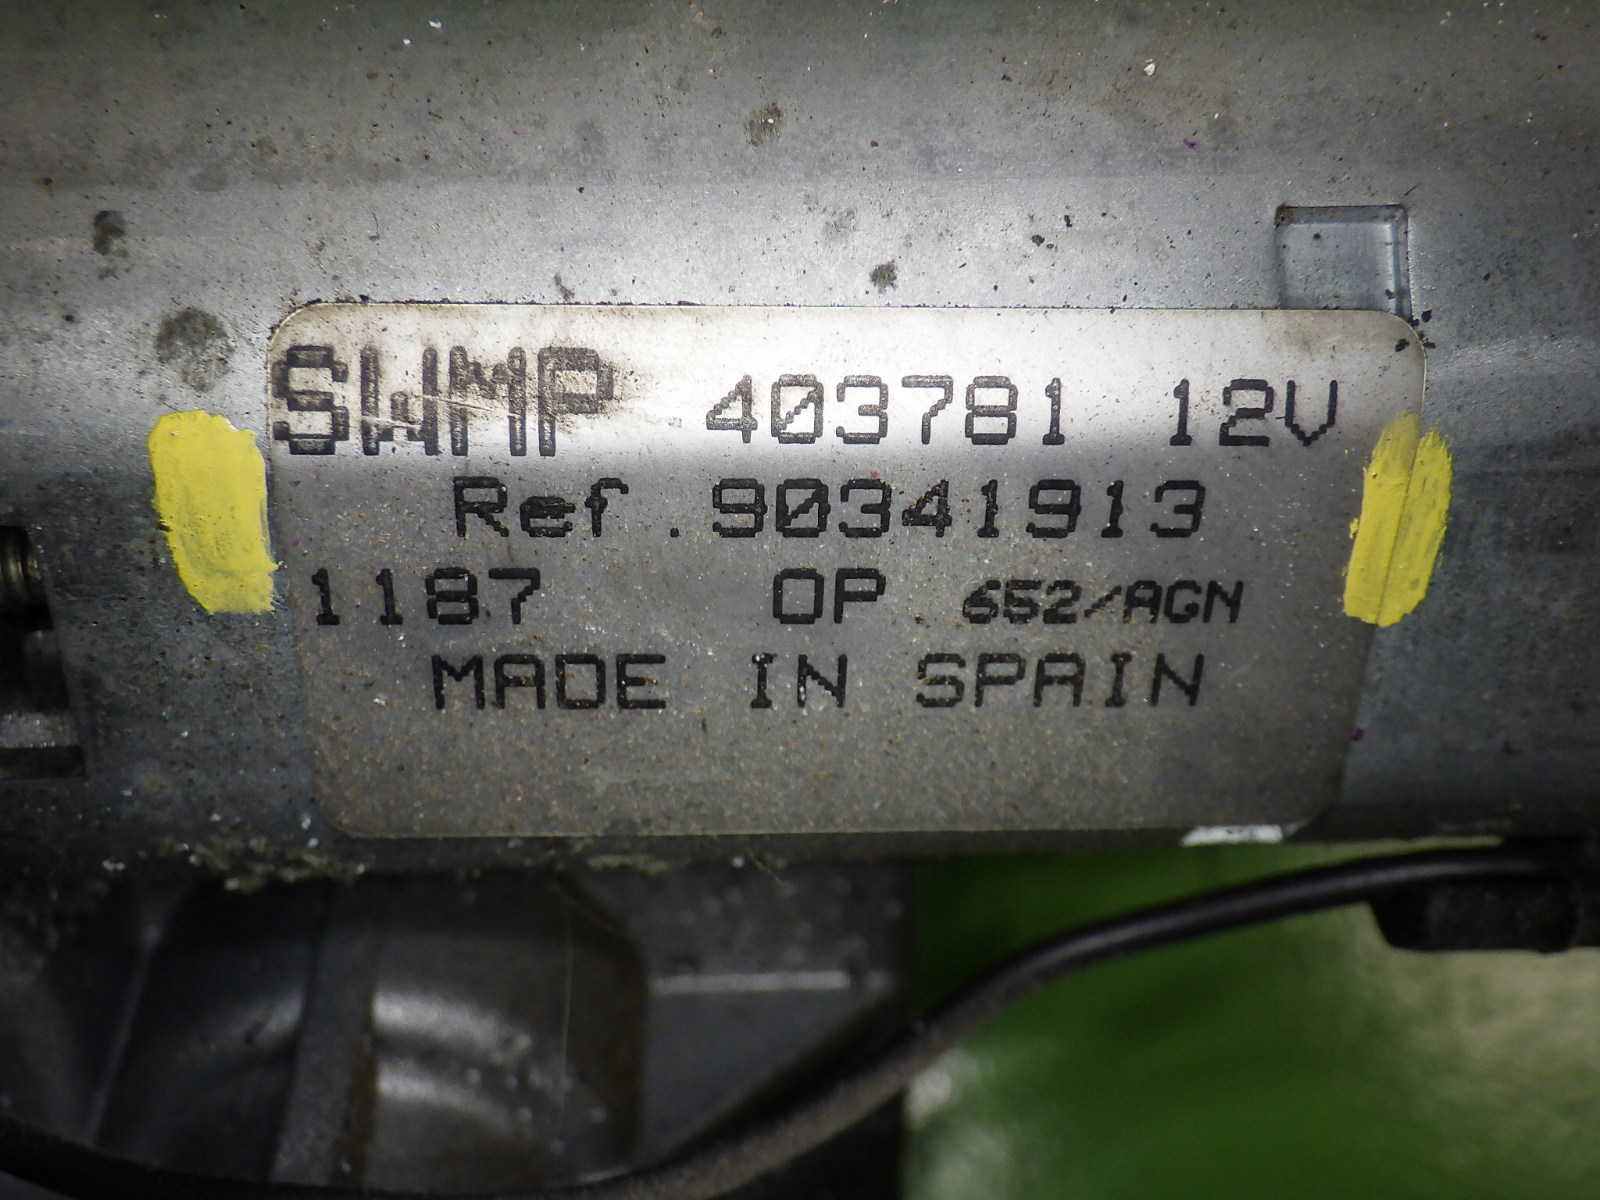 SWMP 403781 12V
Ref.90341913
1187 OP 652/AGN
MADE IN SPAIN